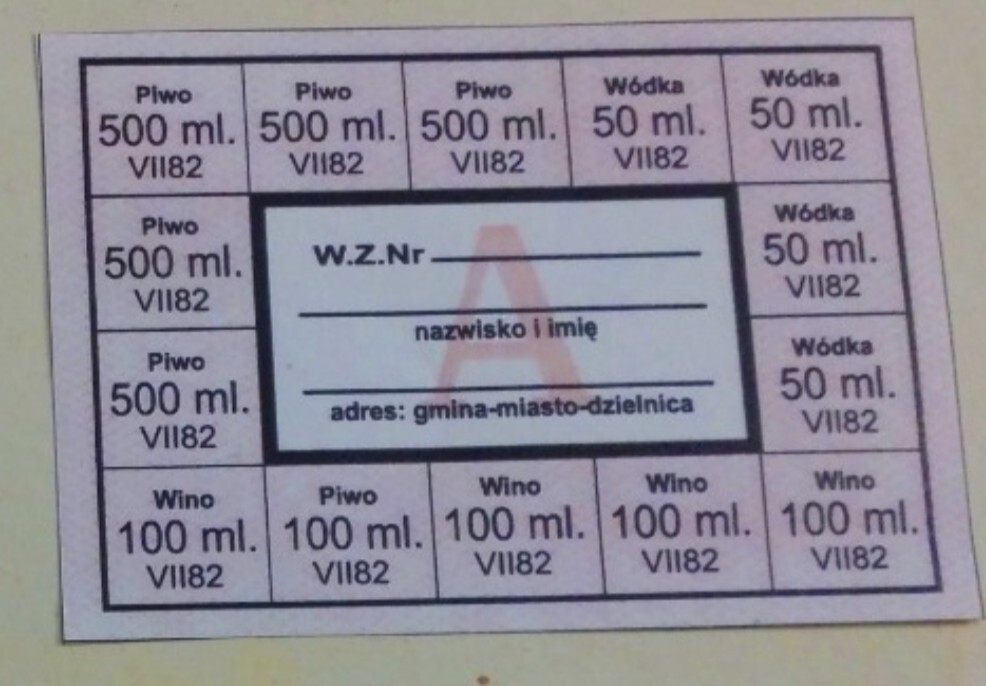 Piwo
500 ml.
VII82
Piwo
500 ml.
VII82
Piwo
500 ml.
VII82
Wódka
50 ml.
VII82
Wódka
50 ml.
VII82
Piwo
500 ml.
VII82
A
W.Z.Nr
nazwisko i imię
adres: gmina-miasto-dzielnica
Wódka
50 ml.
VII82
Piwo
500 ml.
VII82
Wódka
50 ml.
VII82
Wino
100 ml.
VII82
Piwo
100 ml.
VII82
Wino
100 ml.
VII82
Wino
100 ml.
VII82
Wino
100 ml.
VII82